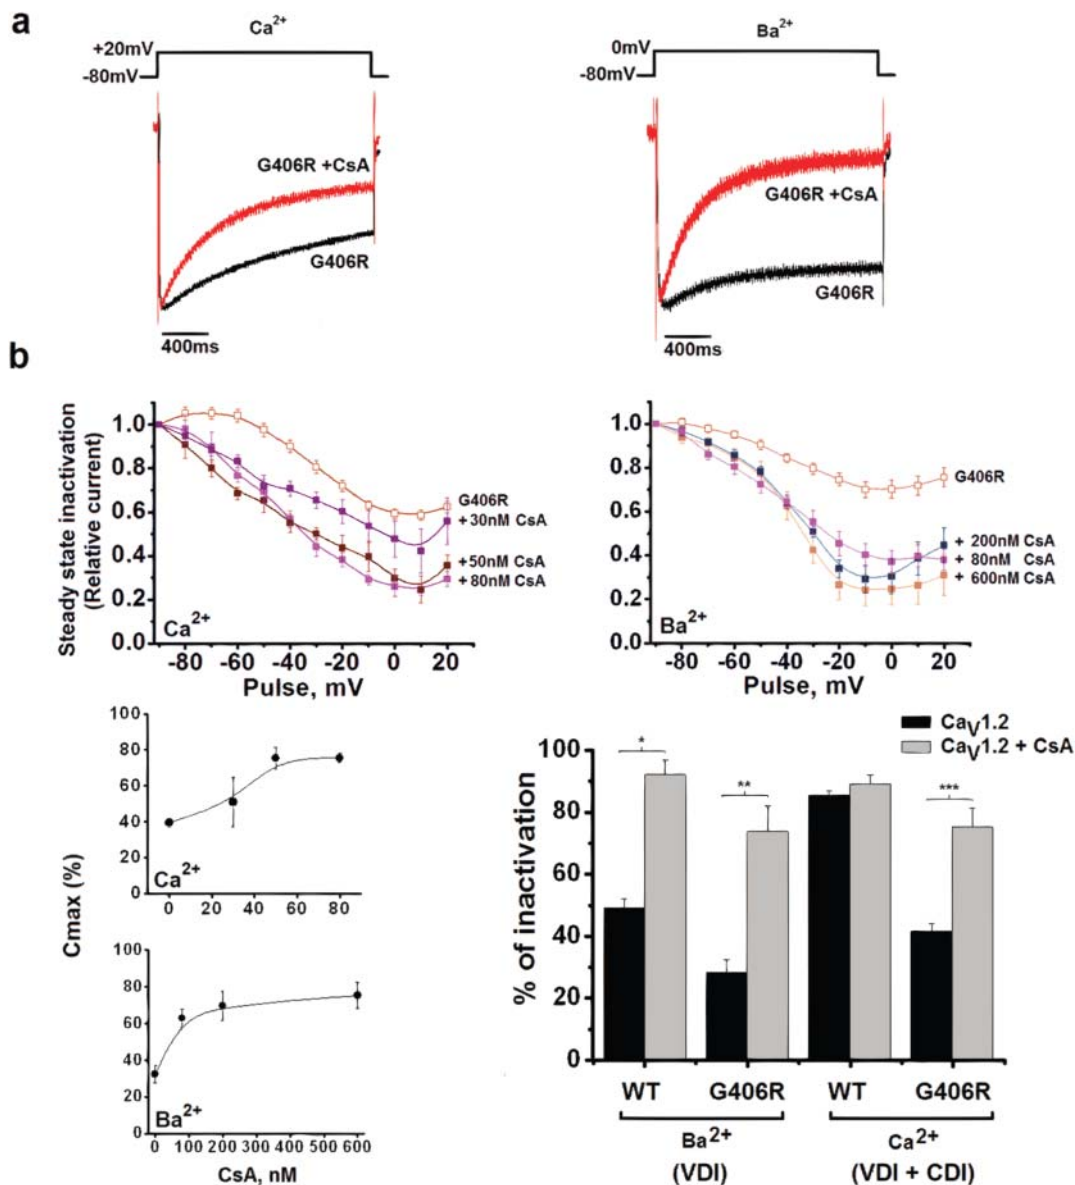 a
Ca2+
+20mV
-80mV
G406R +CsA
G406R
400ms
Ba2+
0mV
-80mV
G406R +CsA
G406R
400ms
b
Steady state inactivation
(Relative current)
1.0
0.8
0.6
0.4
0.2
0.0
Ca2+
G406R
+ 30nM CsA
+ 50nM CsA
+ 80nM CsA
-80 -60 -40 -20 0 20
Pulse, mV
1.0
0.8
0.6
0.4
0.2
0.0
Ba2+
G406R
+ 200nM CsA
+ 80nM CsA
+ 600nM CsA
-80 -60 -40 -20 0 20
Pulse, mV
Cmax (%)
100
80
60
40
20
0
Ca2+
0 20 40 60 80
100
80
60
40
20
0
Ba2+
0 100 200 300 400 500 600
CsA, nM
CaV1.2
CaV1.2 + CsA
% of inactivation
100
80
60
40
20
0
*
**
***
WT G406R WT G406R
Ba2+ Ca2+
(VDI) (VDI + CDI)